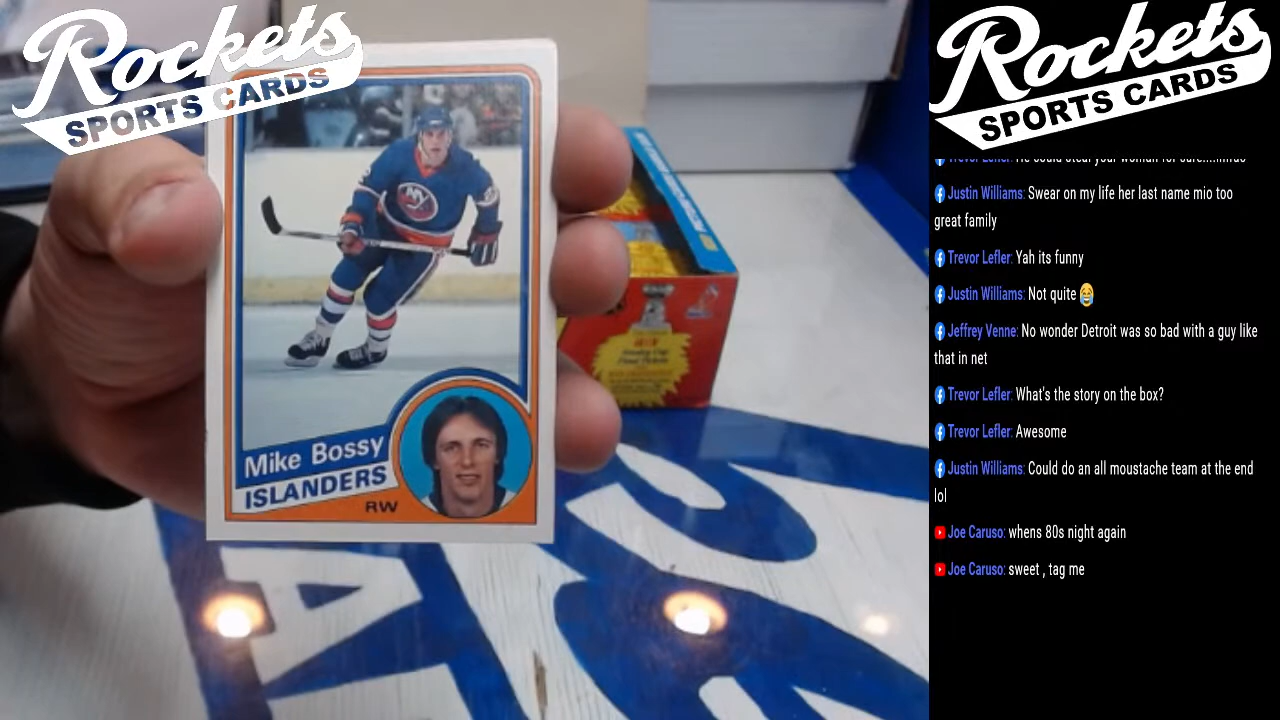 Rockets
SPORTS CARDS
Mike Bossy
ISLANDERS
RW
NY
Rockets
SPORTS CARDS
Justin Williams: Swear on my life her last name mio too
great family
Trevor Lefler: Yah its funny
Justin Williams: Not quite 😂
Jeffrey Venne: No wonder Detroit was so bad with a guy like
that in net
Trevor Lefler: What's the story on the box?
Trevor Lefler: Awesome
Justin Williams: Could do an all moustache team at the end
lol
Joe Caruso: whens 80s night again
Joe Caruso: sweet , tag me